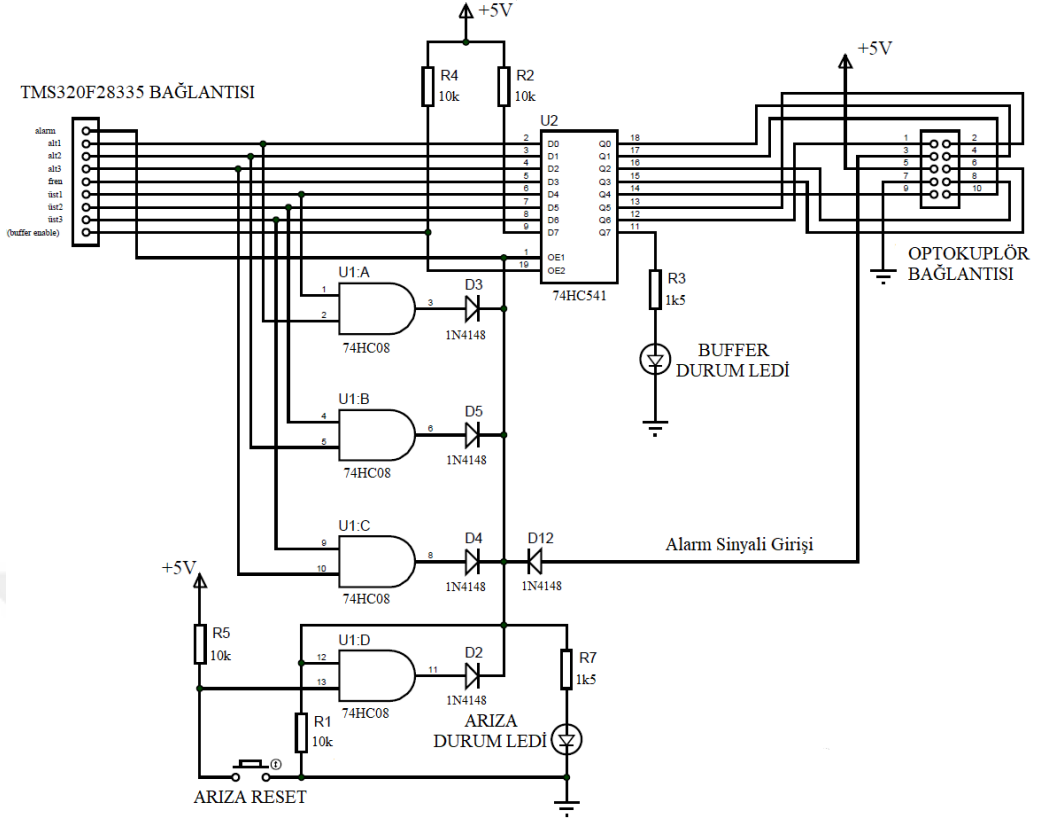 +5V
+5V
R4
10k
R2
10k
TMS320F28335 BAĞLANTISI
U2
alarm
alt1
alt2
alt3
fren
üst1
üst2
üst3
(buffer enable)
2 D0 Q0 18
3 D1 Q1 17
4 D2 Q2 16
5 D3 Q3 15
6 D4 Q4 14
7 D5 Q5 13
8 D6 Q6 12
9 D7 Q7 11
1 OE1
19 OE2
74HC541
1 2
3 4
5 6
7 8
9 10
OPTOKUPLÖR
BAĞLANTISI
R3
1k5
BUFFER
DURUM LEDİ
U1:A
1
2
3
74HC08
D3
1N4148
U1:B
4
5
6
74HC08
D5
1N4148
U1:C
9
10
8
74HC08
D4
1N4148
D12
1N4148
Alarm Sinyali Girişi
+5V
R5
10k
U1:D
12
13
11
74HC08
D2
1N4148
R7
1k5
R1
10k
ARIZA
DURUM LEDİ
ARIZA RESET